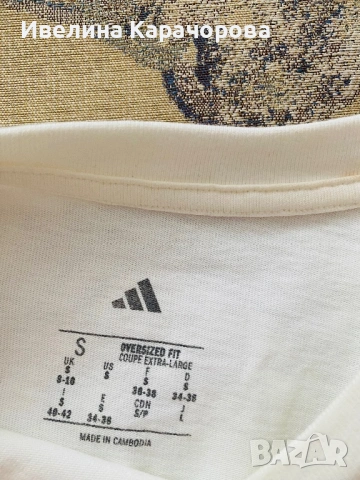 Ивелина Карачорова
S
OVERSIZED FIT
COUPE EXTRA-LARGE
UK US F D
S S S S
8-10 36-38 34-36
I E CDN J
S S S/P L
40-42 34-36
MADE IN CAMBODIA
BAZAR